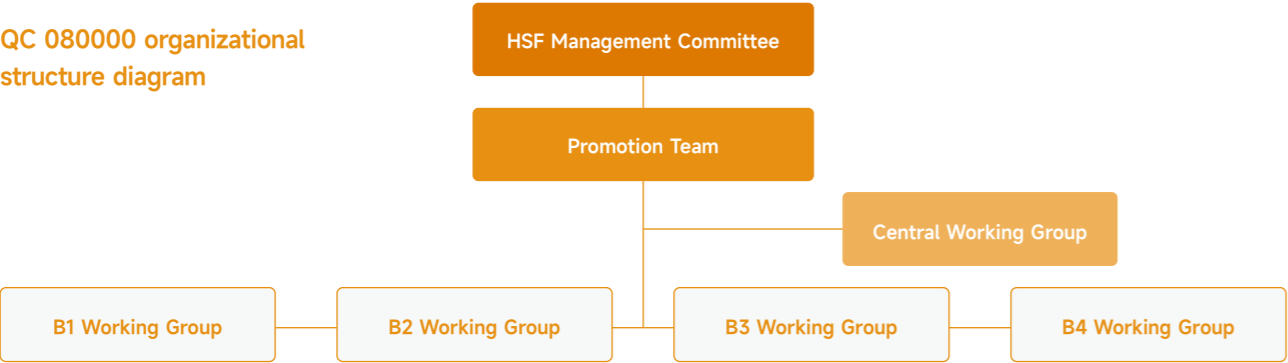 QC 080000 organizational
structure diagram
HSF Management Committee
Promotion Team
Central Working Group
B1 Working Group
B2 Working Group
B3 Working Group
B4 Working Group